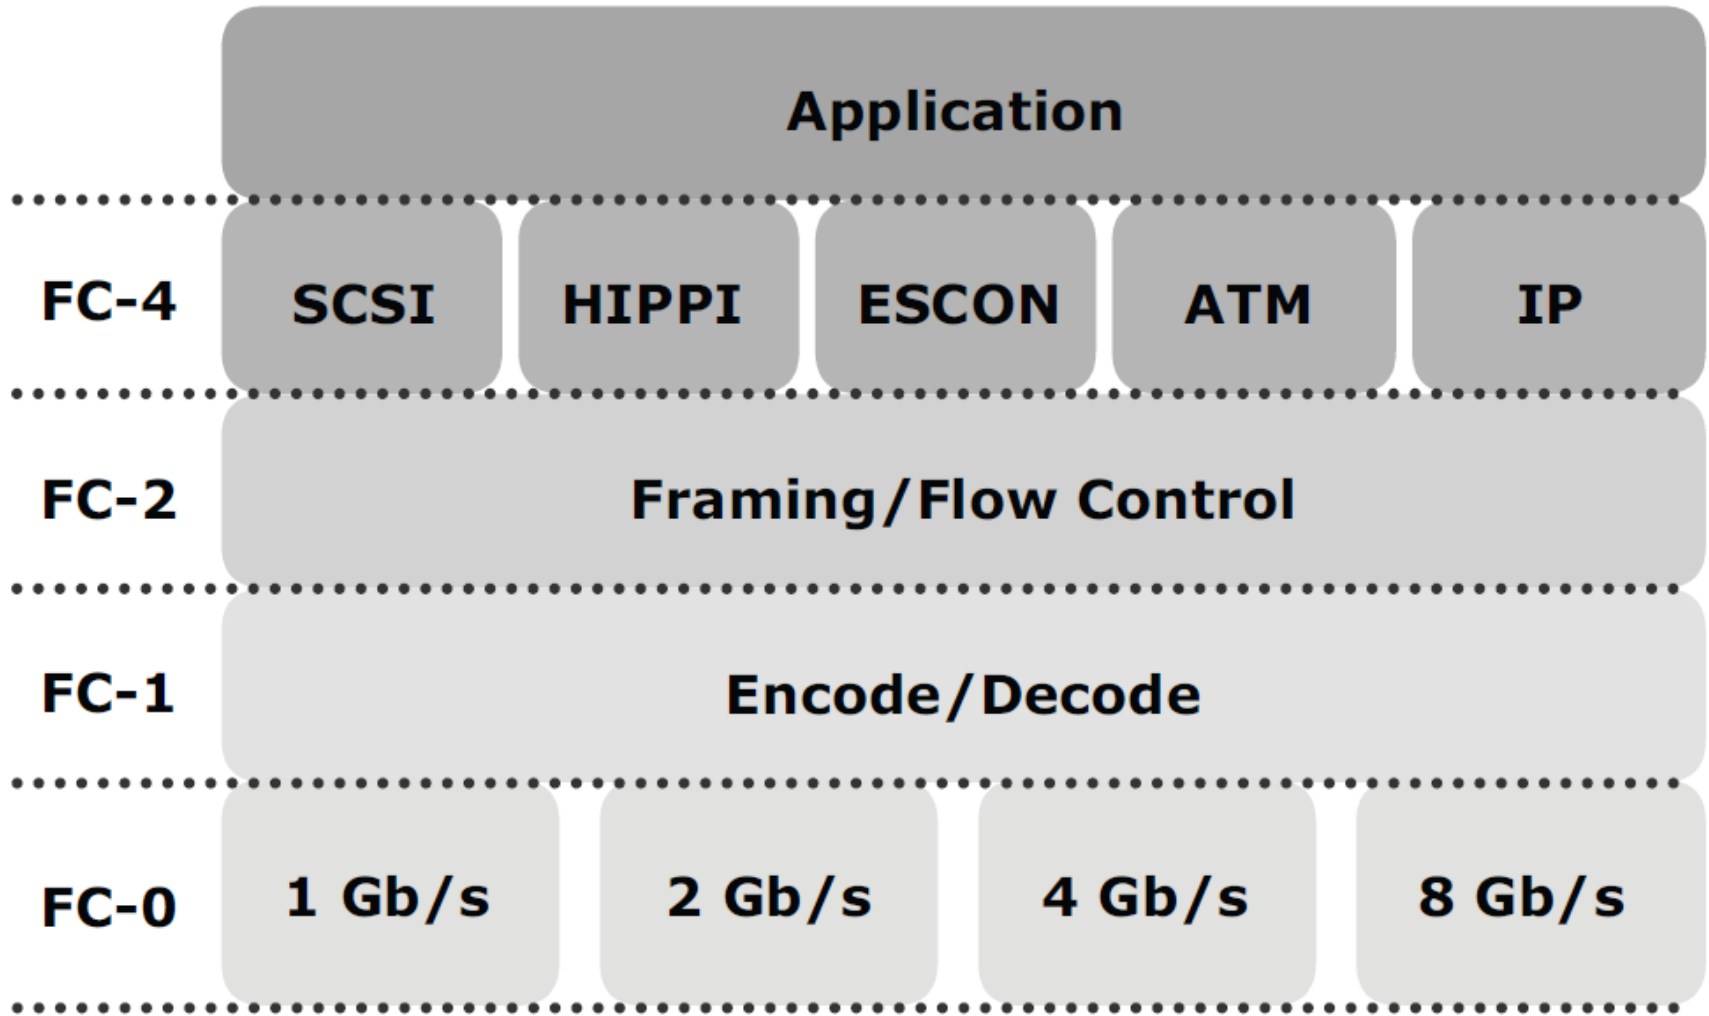 Application
FC-4 SCSI HIPPI ESCON ATM IP
FC-2 Framing/Flow Control
FC-1 Encode/Decode
FC-0 1 Gb/s 2 Gb/s 4 Gb/s 8 Gb/s